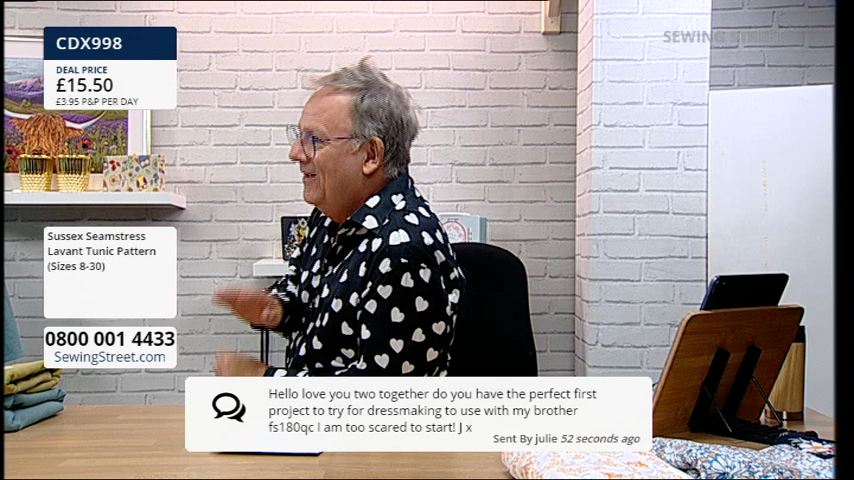 CDX998
SEWING STREET
DEAL PRICE
£15.50
£3.95 P&P PER DAY
Sussex Seamstress
Lavant Tunic Pattern
(Sizes 8-30)
0800 001 4433
SewingStreet.com
Hello love you two together do you have the perfect first
project to try for dressmaking to use with my brother
fs180qc I am too scared to start! J x
Sent By julie 52 seconds ago